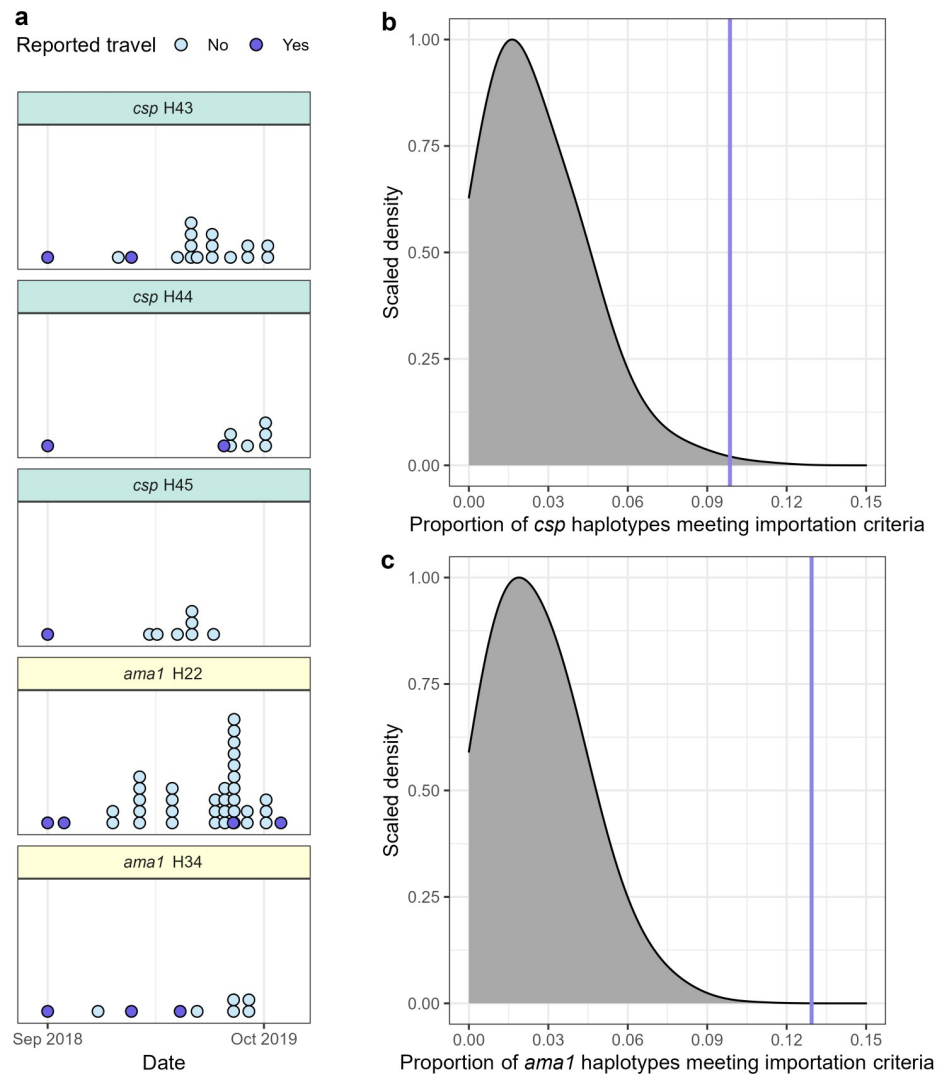 a
Reported travel No Yes
csp H43
csp H44
csp H45
ama1 H22
ama1 H34
Sep 2018 Oct 2019
Date
b
1.00
0.75
0.50
0.25
0.00
Scaled density
0.00 0.03 0.06 0.09 0.12 0.15
Proportion of csp haplotypes meeting importation criteria
c
1.00
0.75
0.50
0.25
0.00
Scaled density
0.00 0.03 0.06 0.09 0.12 0.15
Proportion of ama1 haplotypes meeting importation criteria